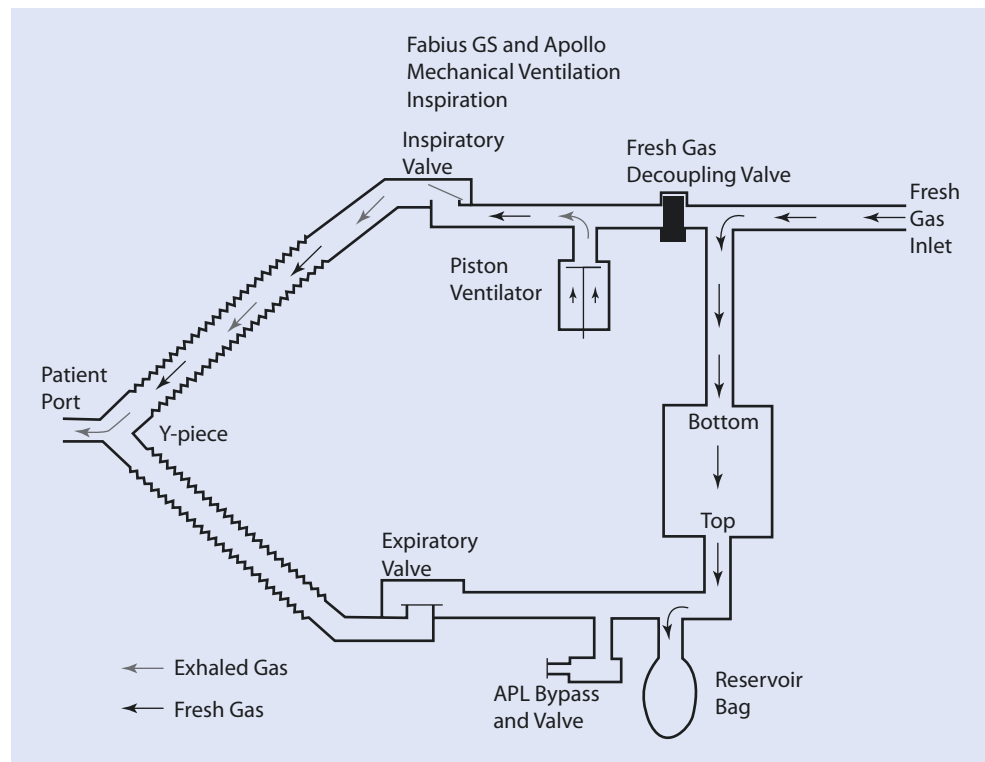 Fabius GS and Apollo
Mechanical Ventilation
Inspiration
Inspiratory
Valve
Fresh Gas
Decoupling Valve
Fresh
Gas
Inlet
Piston
Ventilator
Patient
Port
Y-piece
Bottom
Top
Expiratory
Valve
Exhaled Gas
Fresh Gas
APL Bypass
and Valve
Reservoir
Bag